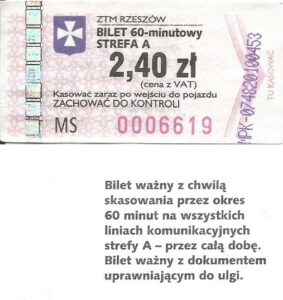 ZTM RZESZÓW
BILET 60-minutowy
STREFA A
2,40 zł
(cena z VAT)
Kasować zaraz po wejściu do pojazdu
ZACHOWAĆ DO KONTROLI
MS 0006619
TU KASOWAĆ
MPK-074620100453
Bilet ważny z chwilą
skasowania przez okres
60 minut na wszystkich
liniach komunikacyjnych
strefy A – przez całą dobę.
Bilet ważny z dokumentem
uprawniającym do ulgi.